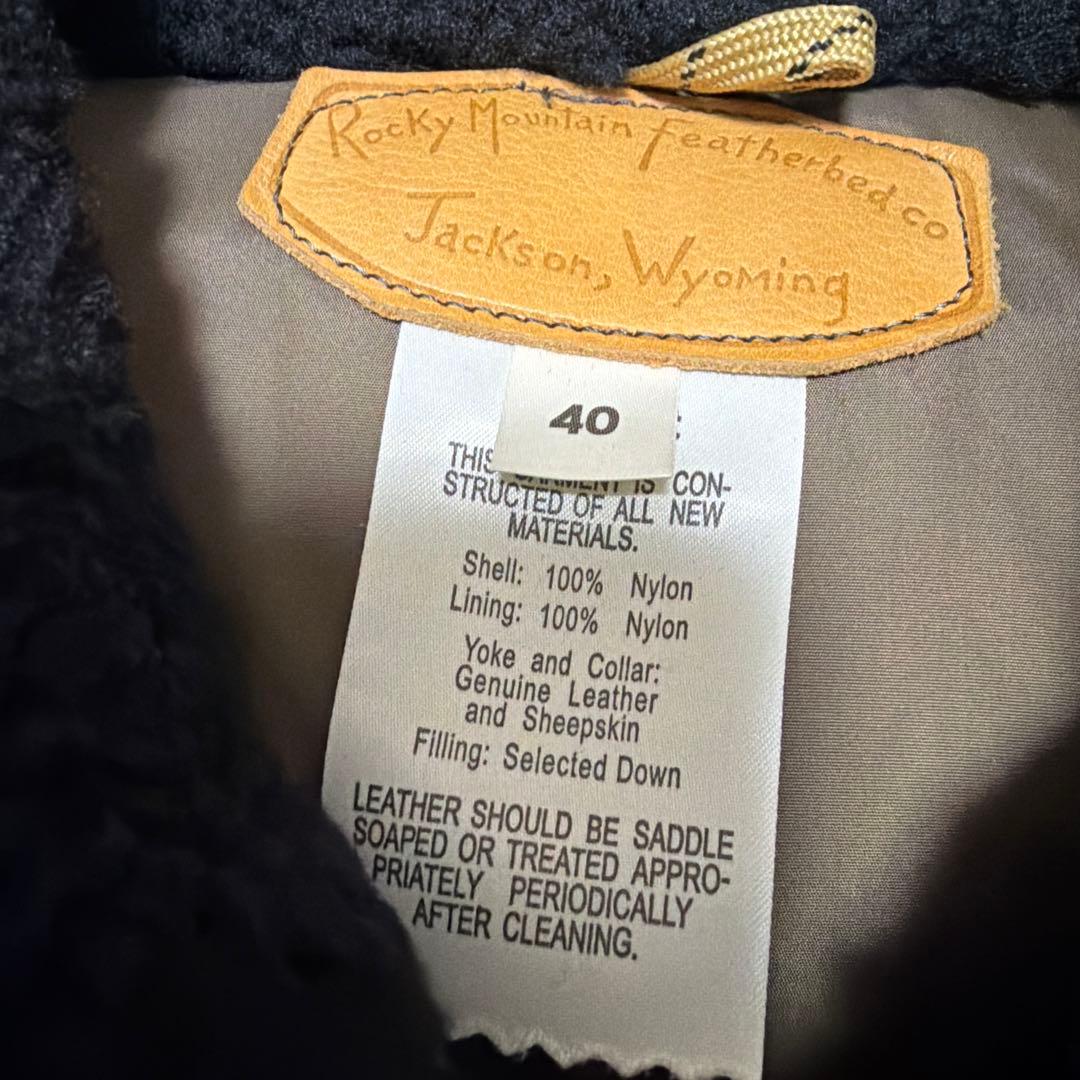 Rocky Mountain Featherbed co
Jackson, Wyoming
40
:
THIS GARMENT IS CON-
STRUCTED OF ALL NEW
MATERIALS.
Shell: 100% Nylon
Lining: 100% Nylon
Yoke and Collar:
Genuine Leather
and Sheepskin
Filling: Selected Down
LEATHER SHOULD BE SADDLE
SOAPED OR TREATED APPRO-
PRIATELY PERIODICALLY
AFTER CLEANING.